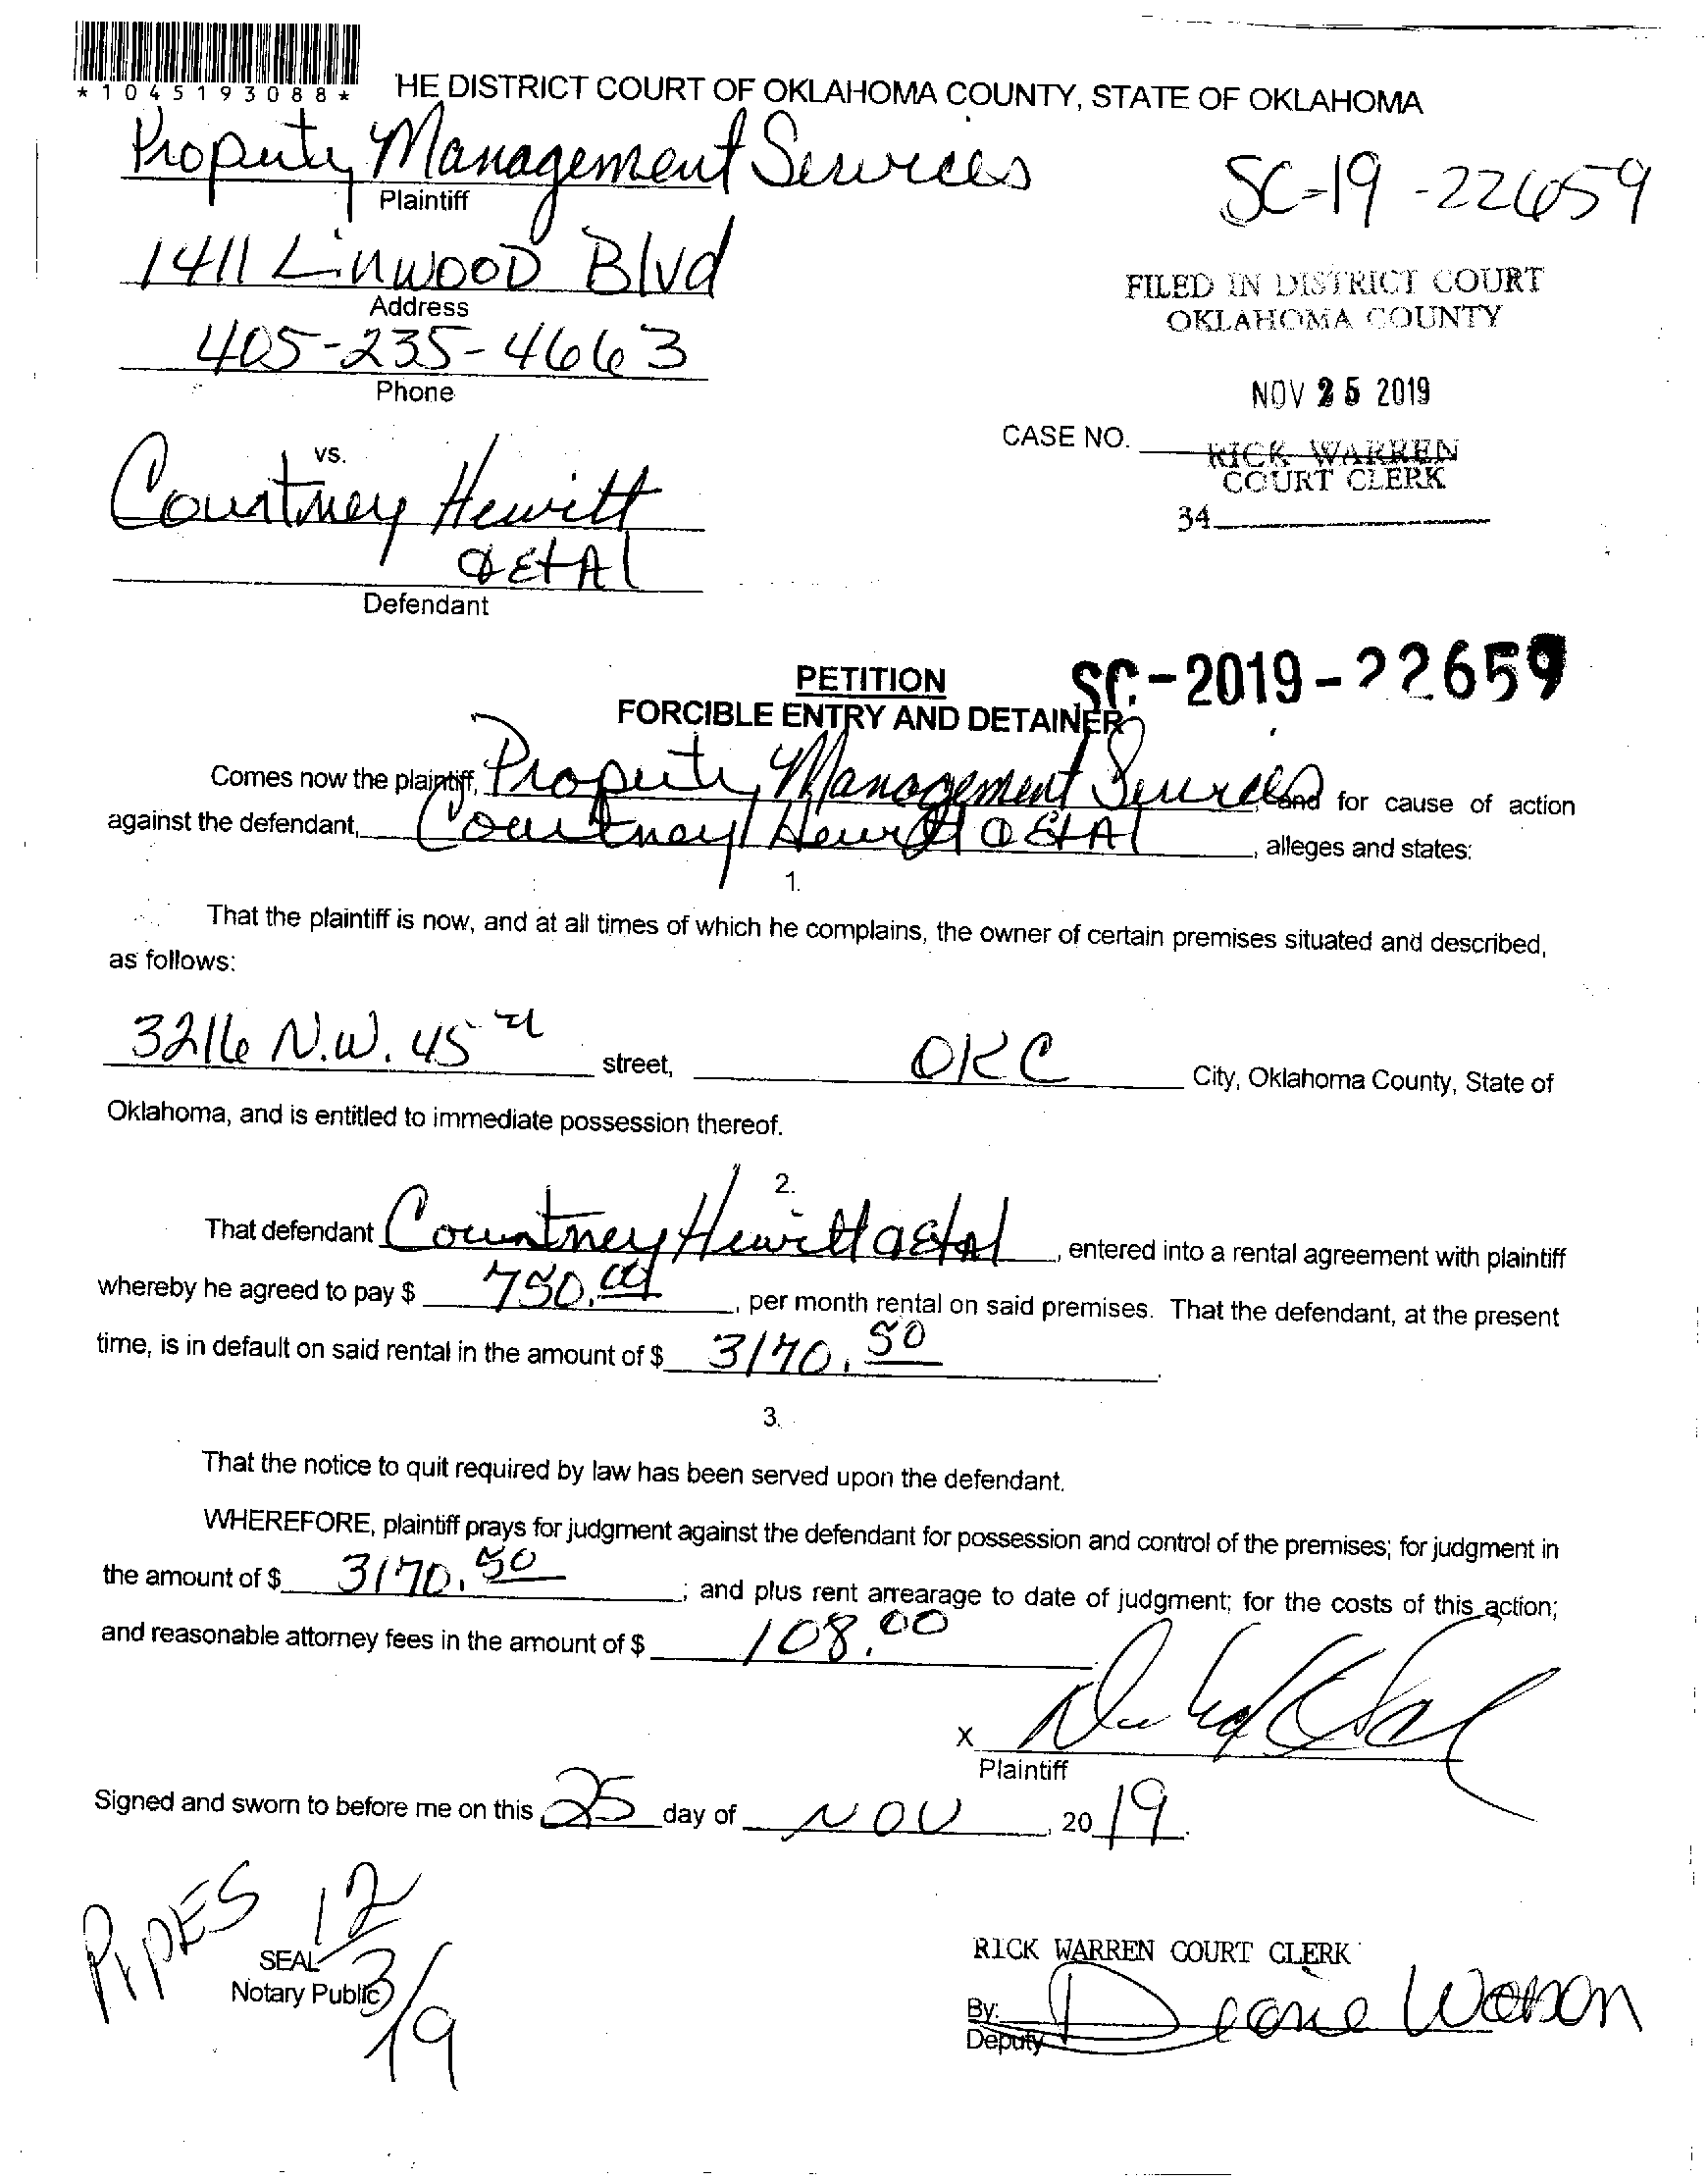 *1045193088*
HE DISTRICT COURT OF OKLAHOMA COUNTY, STATE OF OKLAHOMA
Property Management Services
Plaintiff
SC-19-22659
1411 Linwood Blvd
Address
FILED IN DISTRICT COURT
OKLAHOMA COUNTY
405-235-4663
Phone
NOV 25 2019
CASE NO.
RICK WARREN
COURT CLERK
34
vs.
Courtney Hewitt
etAl
Defendant
PETITION
SC-2019-22659
FORCIBLE ENTRY AND DETAINER
Comes now the plaintiff, Property Management Services, and for cause of action
against the defendant, Courtney Hewitt etAl, alleges and states:
1.
That the plaintiff is now, and at all times of which he complains, the owner of certain premises situated and described,
as follows:
3216 N.W. 45th street, OKC City, Oklahoma County, State of
Oklahoma, and is entitled to immediate possession thereof.
2.
That defendant Courtney Hewitt etal, entered into a rental agreement with plaintiff
whereby he agreed to pay $ 750.00, per month rental on said premises. That the defendant, at the present
time, is in default on said rental in the amount of $ 3170.50.
3.
That the notice to quit required by law has been served upon the defendant.
WHEREFORE, plaintiff prays for judgment against the defendant for possession and control of the premises; for judgment in
the amount of $ 3170.50; and plus rent arrearage to date of judgment; for the costs of this action;
and reasonable attorney fees in the amount of $ 108.00
X
Plaintiff
Signed and sworn to before me on this 25 day of NOV, 2019.
PIPES 12/3/19
SEAL
Notary Public
RICK WARREN COURT CLERK
By:
Deputy